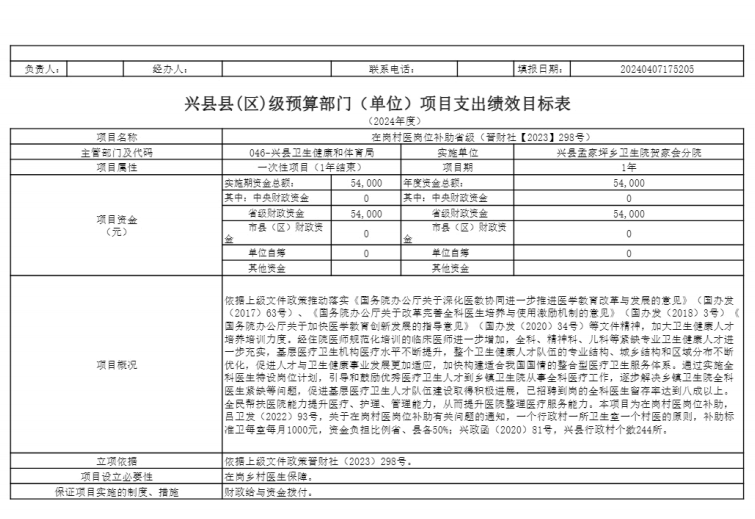 负责人： 经办人： 联系电话： 填报日期： 20240407175205
兴县县(区)级预算部门（单位）项目支出绩效目标表
（2024年度）
项目名称 在岗村医岗位补助省级（晋财社【2023】298号）
主管部门及代码 046-兴县卫生健康和体育局 实施单位 兴县孟家坪乡卫生院贺家会分院
项目属性 一次性项目（1年结束） 项目期 1年
项目资金
（元）
实施期资金总额： 54,000 年度资金总额： 54,000
其中：中央财政资金 0 其中：中央财政资金 0
省级财政资金 54,000 省级财政资金 54,000
市县（区）财政资金 0 市县（区）财政资金 0
单位自筹 0 单位自筹 0
其他资金 其他资金
项目概况
依据上级文件政策推动落实《国务院办公厅关于深化医教协同进一步推进医学教育改革与发展的意见》（国办发
（2017）63号）、《国务院办公厅关于改革完善全科医生培养与使用激励机制的意见》（国办发（2018）3号）《
国务院办公厅关于加快医学教育创新发展的指导意见》（国办发（2020）34号）等文件精神，加大卫生健康人才
培养培训力度。经住院医师规范化培训的临床医师进一步增加，全科、精神科、儿科等紧缺专业卫生健康人才进
一步充实，基层医疗卫生机构医疗水平不断提升，整个卫生健康人才队伍的专业结构、城乡结构和区域分布不断
优化，促进人才与卫生健康事业发展更加适应，加快构建适合我国国情的整合型医疗卫生服务体系。通过实施全
科医生特设岗位计划，引导和鼓励优秀医疗卫生人才到乡镇卫生院从事全科医疗工作，逐步解决乡镇卫生院全科
医生紧缺等问题，促进基层医疗卫生人才队伍建设取得积极进展，已招聘到岗的全科医生留存率达到八成以上。
全民帮扶医院能力提升医疗、护理、管理能力，从而提升医院整理医疗服务能力。本项目为在岗村医岗位补助，
吕卫发（2022）93号，关于在岗村医岗位补助有关问题的通知，一个行政村一所卫生室一个村医的原则，补助标
准卫每室每月1000元，资金负担比例省、县各50%；兴政函（2020）81号，兴县行政村个数244所。
立项依据 依据上级文件政策晋财社（2023）298号。
项目设立必要性 在岗乡村医生保障。
保证项目实施的制度、措施 财政给与资金拨付。